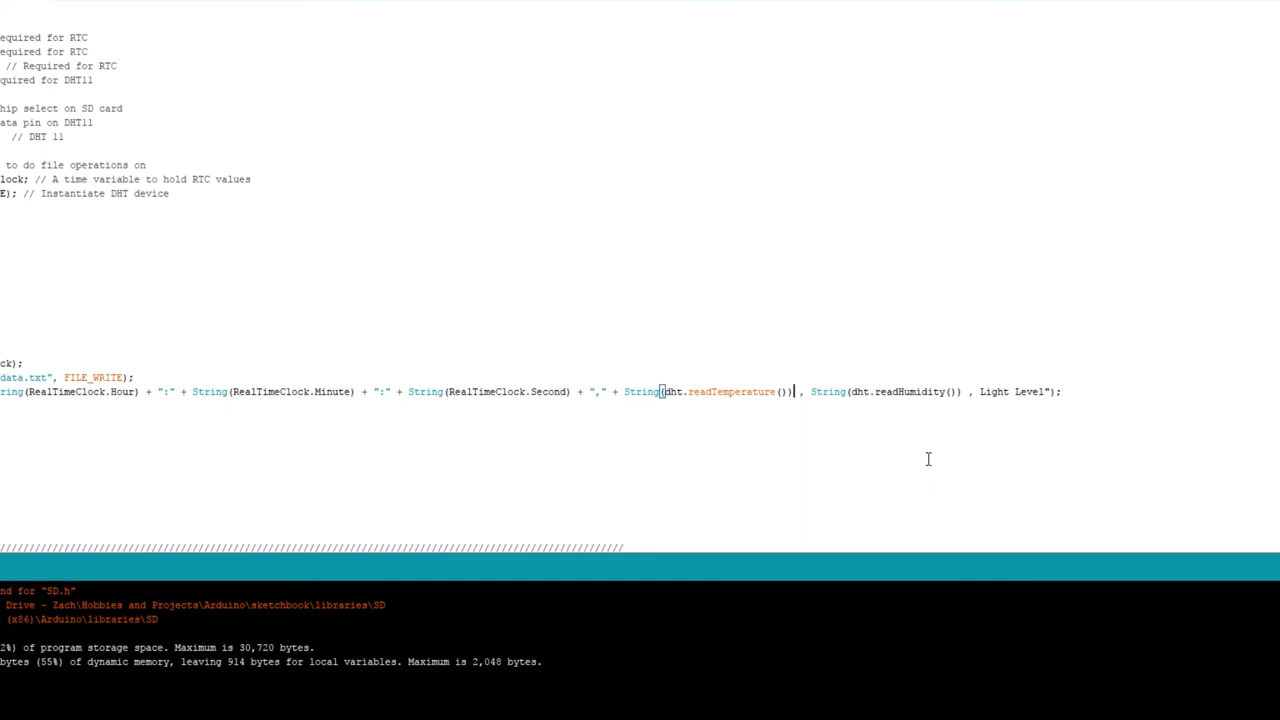 equired for RTC
equired for RTC
// Required for RTC
quired for DHT11
hip select on SD card
ata pin on DHT11
// DHT 11
to do file operations on
lock; // A time variable to hold RTC values
E); // Instantiate DHT device
ck);
data.txt", FILE_WRITE);
ring(RealTimeClock.Hour) + ":" + String(RealTimeClock.Minute) + ":" + String(RealTimeClock.Second) + "," + String(dht.readTemperature()) , String(dht.readHumidity()) , Light Level");
//////////////////////////////////////////////////////////////////////////////////////////////////////////
nd for "SD.h"
Drive - Zach\Hobbies and Projects\Arduino\sketchbook\libraries\SD
(x86)\Arduino\libraries\SD
2%) of program storage space. Maximum is 30,720 bytes.
bytes (55%) of dynamic memory, leaving 914 bytes for local variables. Maximum is 2,048 bytes.